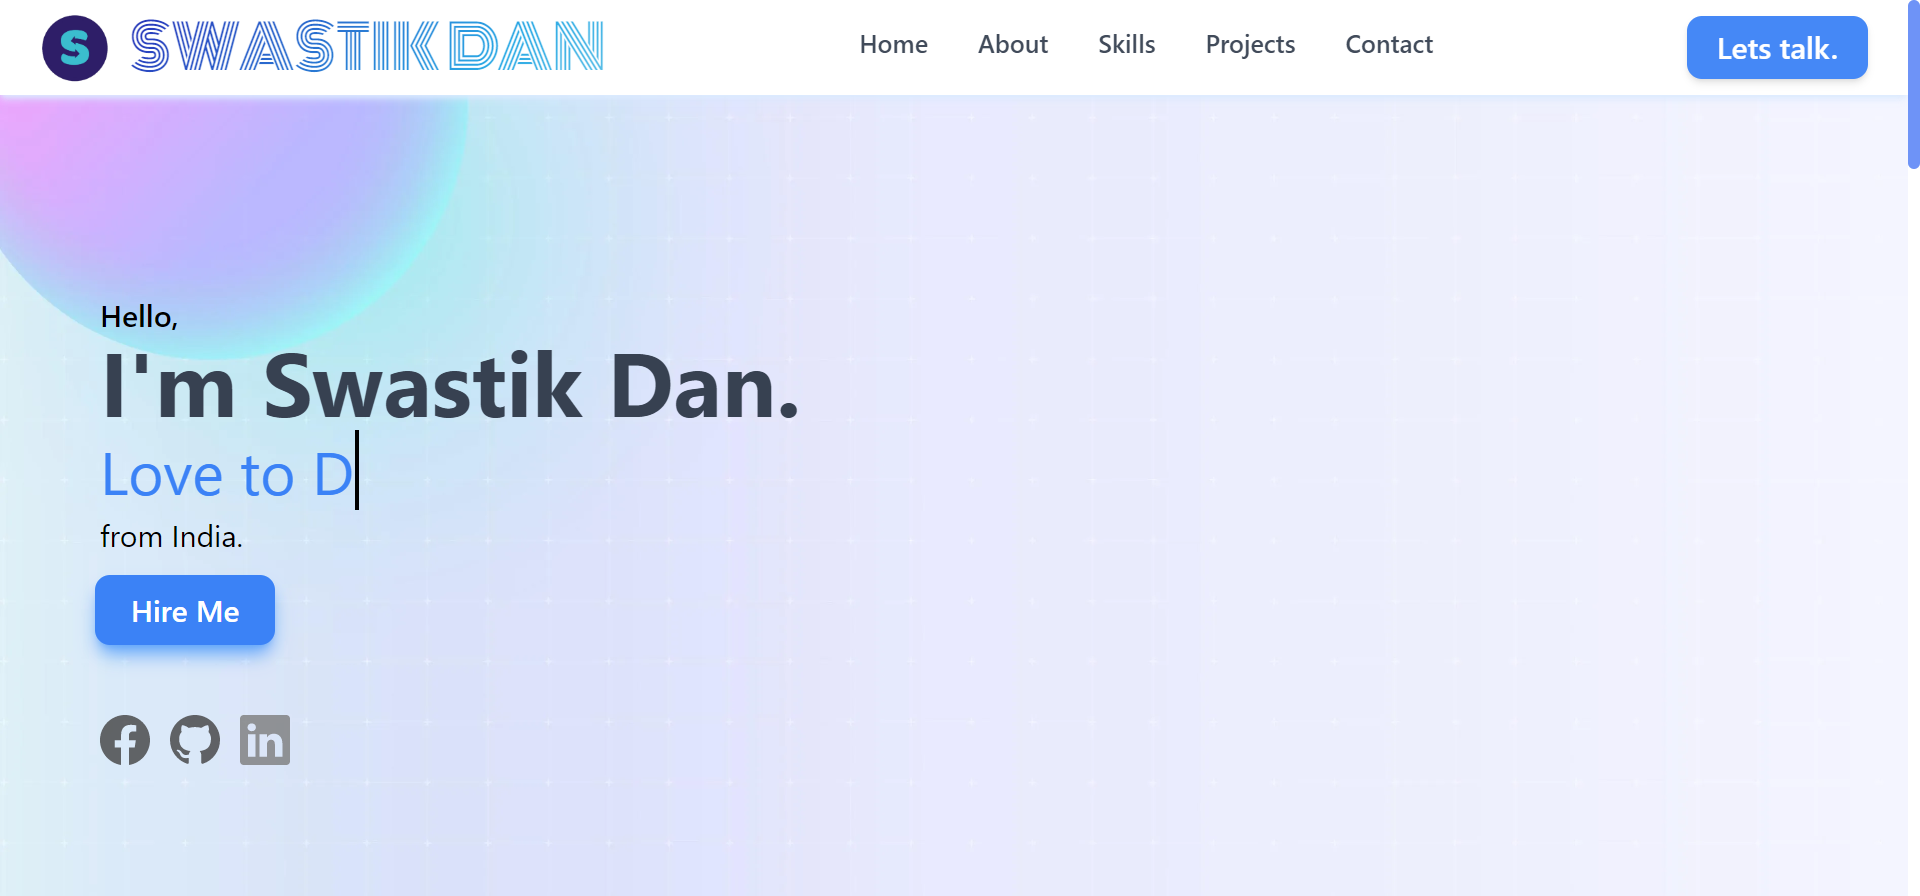 S SWASTIK DAN
Home About Skills Projects Contact
Lets talk.
Hello,
I'm Swastik Dan.
Love to D
from India.
Hire Me
in